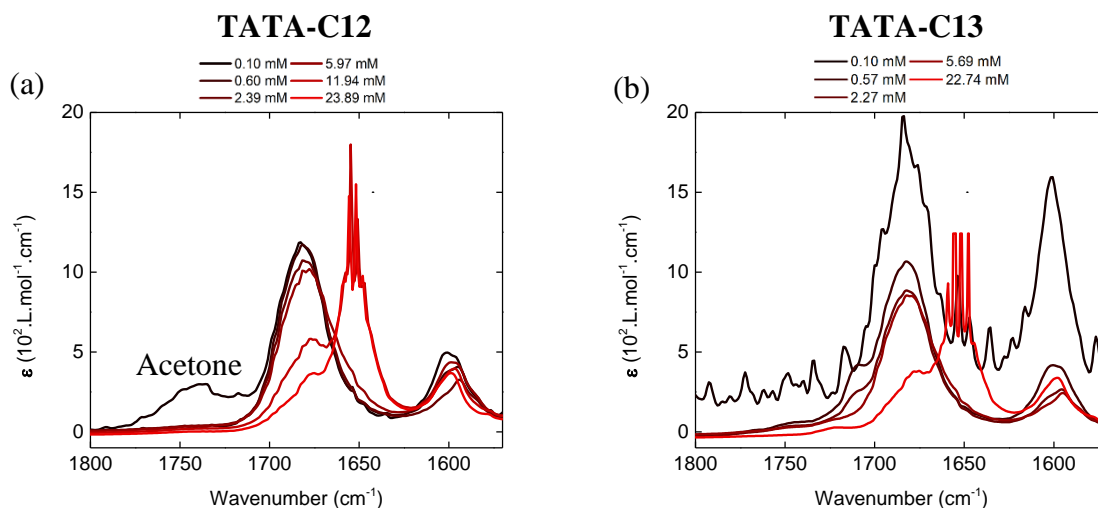 TATA-C12
TATA-C13
(a)
0.10 mM 5.97 mM
0.60 mM 11.94 mM
2.39 mM 23.89 mM
20
15
10
5
0
ε (10².L.mol⁻¹.cm⁻¹)
Acetone
1800 1750 1700 1650 1600
Wavenumber (cm⁻¹)
(b)
0.10 mM 5.69 mM
0.57 mM 22.74 mM
2.27 mM
20
15
10
5
0
ε (10².L.mol⁻¹.cm⁻¹)
1800 1750 1700 1650 1600
Wavenumber (cm⁻¹)